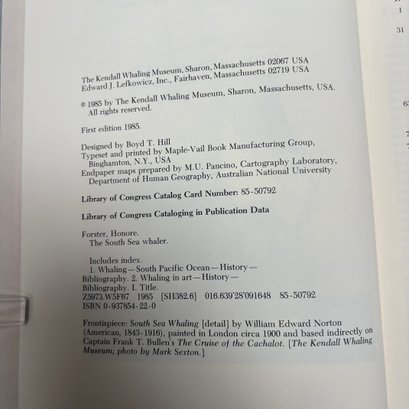 The Kendall Whaling Museum, Sharon, Massachusetts 02067 USA
Edward J. Lefkowicz, Inc., Fairhaven, Massachusetts 02719 USA
© 1985 by The Kendall Whaling Museum, Sharon, Massachusetts, USA.
All rights reserved.
First edition 1985.
Designed by Boyd T. Hill
Typeset and printed by Maple-Vail Book Manufacturing Group,
Binghamton, N.Y., USA
Endpaper maps prepared by M.U. Pancino, Cartography Laboratory,
Department of Human Geography, Australian National University
Library of Congress Catalog Card Number: 85-50792
Library of Congress Cataloging in Publication Data
Forster, Honore.
The South Sea whaler.
Includes index.
1. Whaling—South Pacific Ocean—History—
Bibliography. 2. Whaling in art—History—
Bibliography. I. Title.
Z5973.W5F67 1985 [SH382.6] 016.639'28'091648 85-50792
ISBN 0-937854-22-0
Frontispiece: South Sea Whaling [detail] by William Edward Norton
(American, 1843-1916), painted in London circa 1900 and based indirectly on
Captain Frank T. Bullen's The Cruise of the Cachalot. [The Kendall Whaling
Museum; photo by Mark Sexton.]
1
31